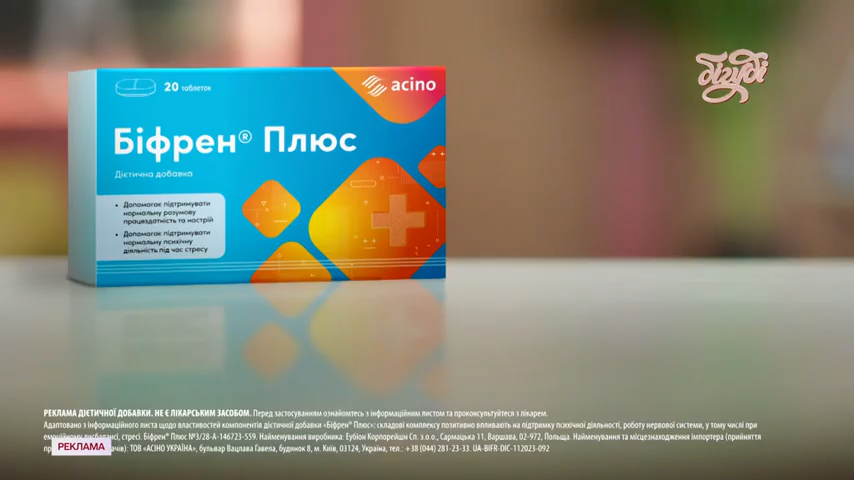 20 таблеток
acino
бігуді
Біфрен® Плюс
Дієтична добавка
• Допомагає підтримувати
нормальну розумову
працездатність та настрій
• Допомагає підтримувати
нормальну психічну
діяльність під час стресу
РЕКЛАМА ДІЄТИЧНОЇ ДОБАВКИ. НЕ Є ЛІКАРСЬКИМ ЗАСОБОМ. Перед застосуванням ознайомтесь з інформаційним листом та проконсультуйтеся з лікарем.
Адаптовано з інформаційного листа щодо властивостей компонентів дієтичної добавки «Біфрен® Плюс»: складові комплексу позитивно впливають на підтримку психічної діяльності, роботу нервової системи, у тому числі при
стресі. Біфрен® Плюс №3/28-А-146723-559. Найменування виробника: Еубіон Корпорейшн Сп. з.о.о., Сармацька 11, Варшава, 02-972, Польща. Найменування та місцезнаходження імпортера (прийняття
ТОВ «АСІНО УКРАЇНА», бульвар Вацлава Гавела, будинок 8, м. Київ, 03124, Україна, тел.: +38 (044) 281-23-33. UA-BIFR-DIC-112023-092
РЕКЛАМА